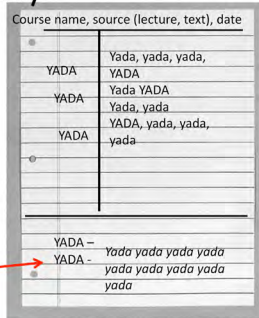 Course name, source (lecture, text), date
Yada, yada, yada,
YADA
YADA
Yada YADA
YADA
Yada, yada
YADA, yada, yada,
YADA
yada
YADA –
YADA -
Yada yada yada yada
yada yada yada yada
yada